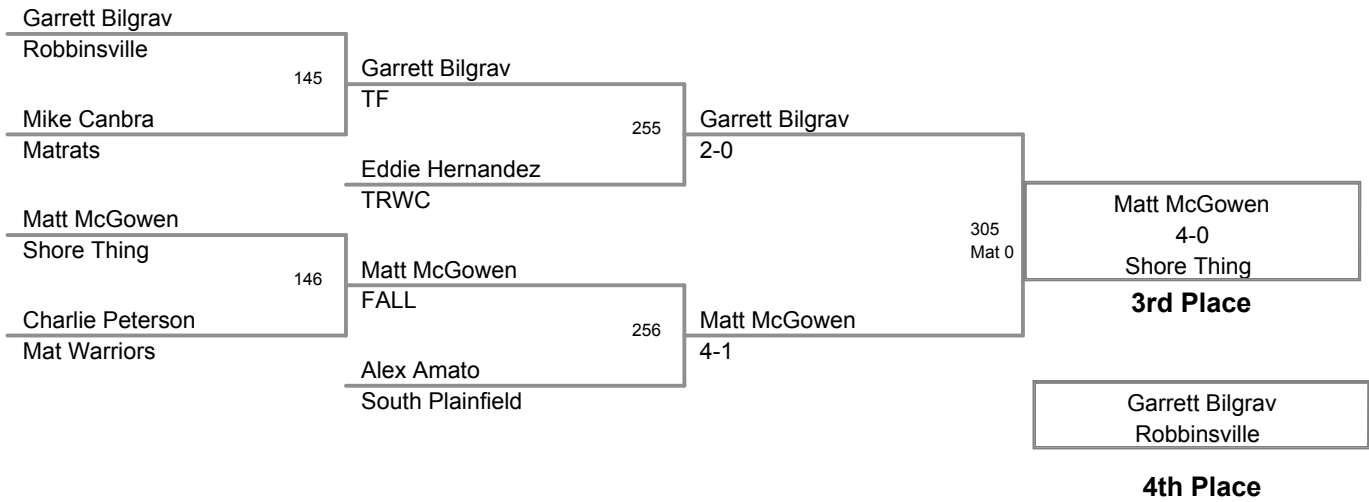 Garrett Bilgrav
Robbinsville
145
Mike Canbra
Matrats
Matt McGowen
Shore Thing
146
Charlie Peterson
Mat Warriors
Garrett Bilgrav
TF
255
Eddie Hernandez
TRWC
Matt McGowen
FALL
256
Alex Amato
South Plainfield
Garrett Bilgrav
2-0
305
Mat 0
Matt McGowen
4-1
Matt McGowen
4-0
Shore Thing
3rd Place
Garrett Bilgrav
Robbinsville
4th Place